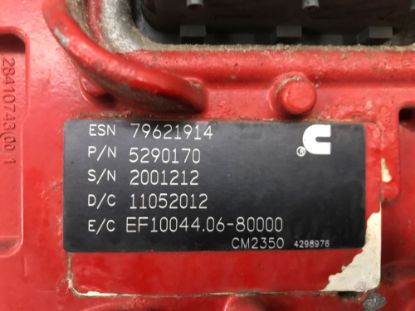 28410743 00 1
ESN 79621914
P/N 5290170
S/N 2001212
D/C 11052012
E/C EF10044.06-80000
CM2350 4298976